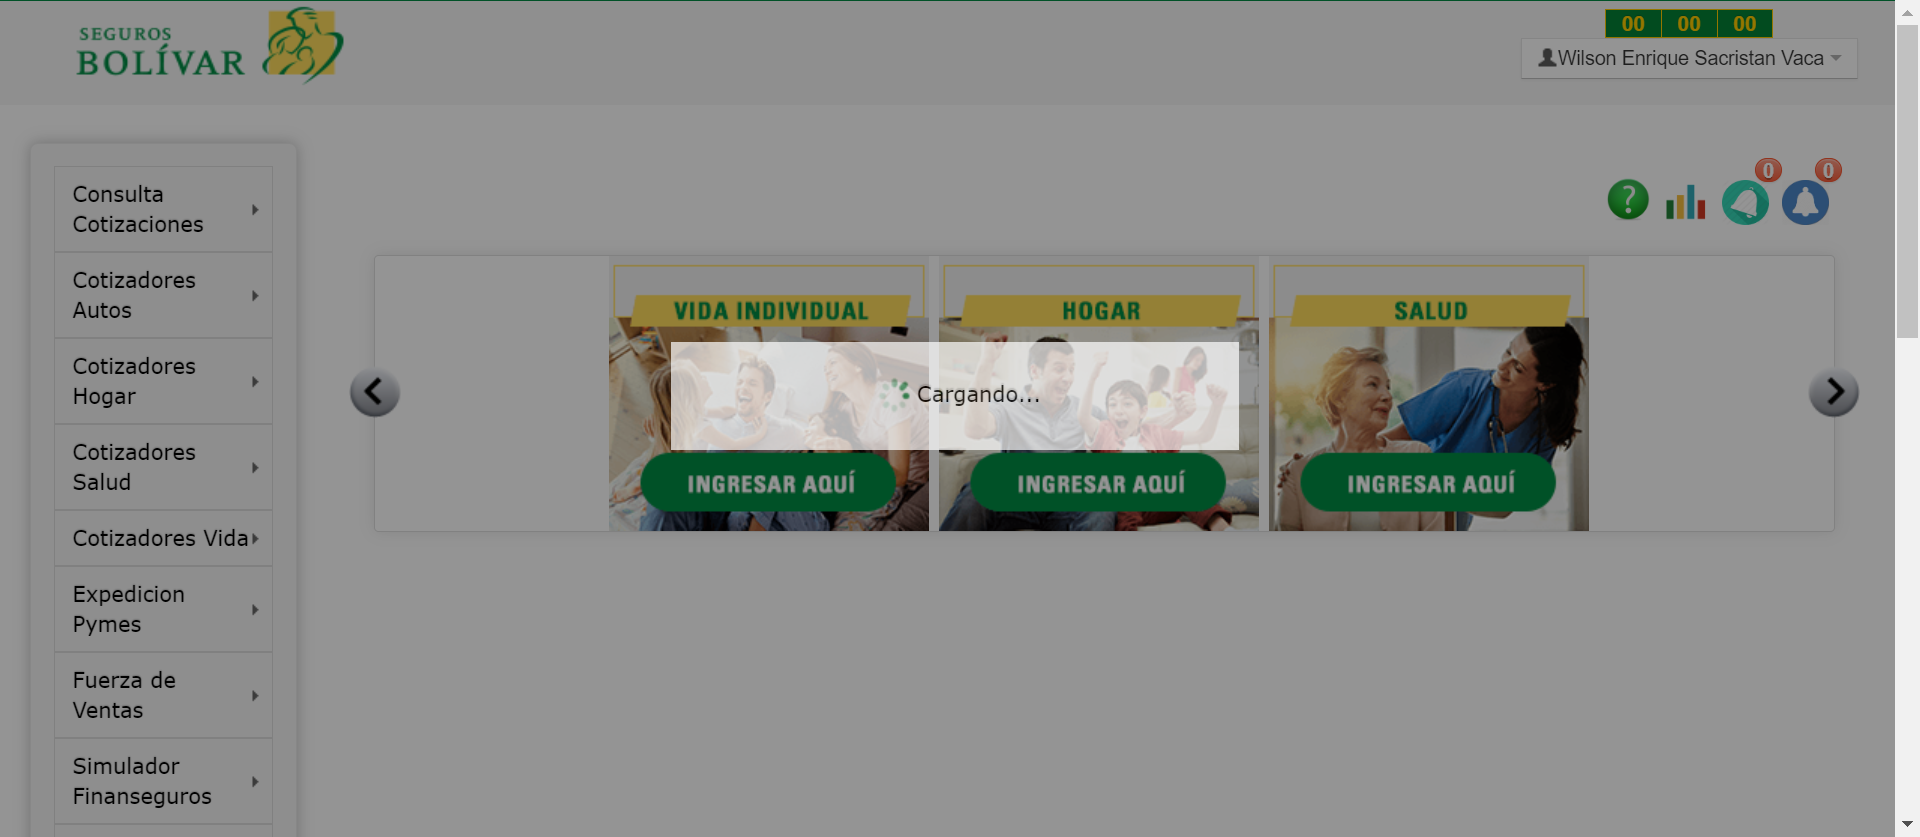 SEGUROS
BOLÍVAR
00 00 00
Wilson Enrique Sacristan Vaca
Consulta
Cotizaciones
Cotizadores
Autos
Cotizadores
Hogar
Cotizadores
Salud
Cotizadores Vida
Expedicion
Pymes
Fuerza de
Ventas
Simulador
Finanseguros
?
0
0
VIDA INDIVIDUAL
HOGAR
SALUD
Cargando...
INGRESAR AQUÍ
INGRESAR AQUÍ
INGRESAR AQUÍ